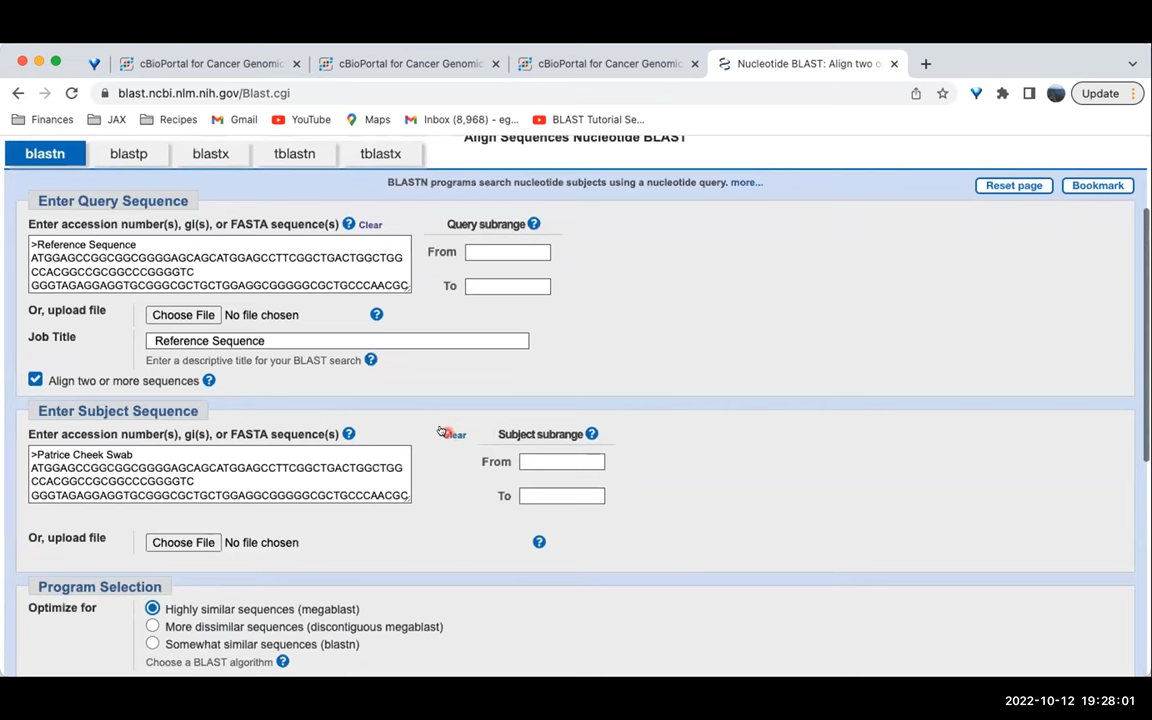 cBioPortal for Cancer Genomic
cBioPortal for Cancer Genomic
cBioPortal for Cancer Genomic
Nucleotide BLAST: Align two o
blast.ncbi.nlm.nih.gov/Blast.cgi
Update
Finances
JAX
Recipes
Gmail
YouTube
Maps
Inbox (8,968) - eg...
BLAST Tutorial Se...
Align Sequences Nucleotide BLAST
blastn
blastp
blastx
tblastn
tblastx
BLASTN programs search nucleotide subjects using a nucleotide query. more...
Reset page
Bookmark
Enter Query Sequence
Enter accession number(s), gi(s), or FASTA sequence(s) ? Clear
Query subrange ?
>Reference Sequence
ATGGAGCCGGCGGCGGGGAGCAGCATGGAGCCTTCGGCTGACTGGCTGG
CCACGGCCGCGGCCCGGGGTC
GGGTAGAGGAGGTGCGGGCGCTGCTGGAGGCGGGGGCGCTGCCCAACGC
From
To
Or, upload file
Choose File No file chosen
?
Job Title
Reference Sequence
Enter a descriptive title for your BLAST search ?
Align two or more sequences ?
Enter Subject Sequence
Enter accession number(s), gi(s), or FASTA sequence(s) ?
Subject subrange ?
>Patrice Cheek Swab
ATGGAGCCGGCGGCGGGGAGCAGCATGGAGCCTTCGGCTGACTGGCTGG
CCACGGCCGCGGCCCGGGGTC
GGGTAGAGGAGGTGCGGGCGCTGCTGGAGGCGGGGGCGCTGCCCAACGC
From
To
Or, upload file
Choose File No file chosen
?
Program Selection
Optimize for
Highly similar sequences (megablast)
More dissimilar sequences (discontiguous megablast)
Somewhat similar sequences (blastn)
Choose a BLAST algorithm ?
2022-10-12 19:28:01